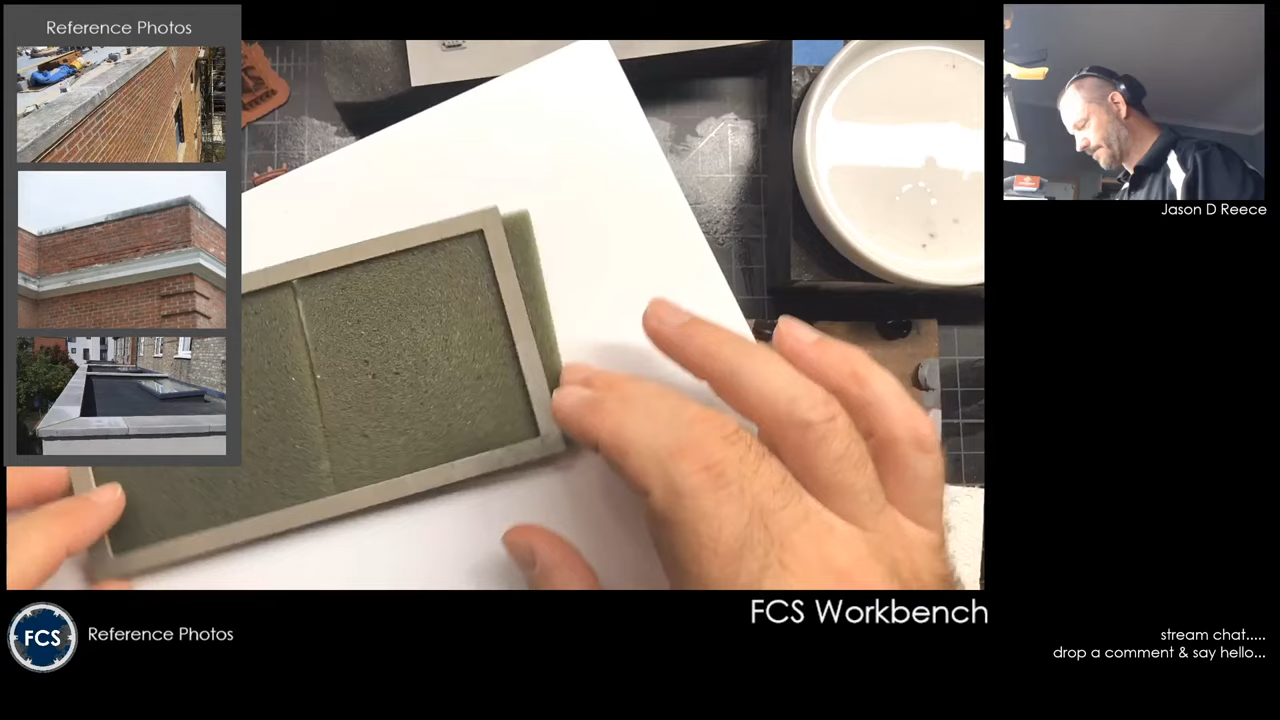 Reference Photos
Jason D Reece
FCS Workbench
FCS
Reference Photos
stream chat.....
drop a comment & say hello...